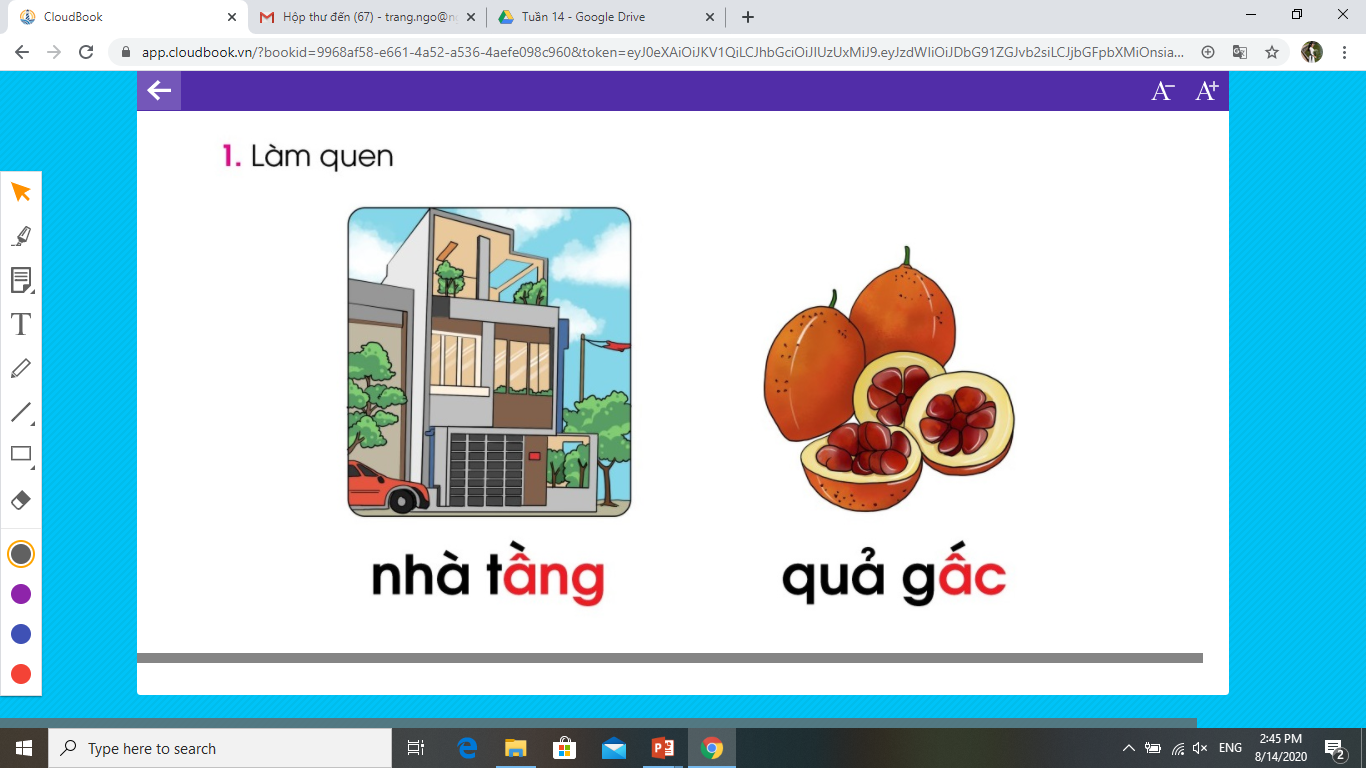 CloudBook
Hộp thư đến (67) - trang.ngo@n
Tuần 14 - Google Drive
app.cloudbook.vn/?bookid=9968af58-e661-4a52-a536-4aefe098c960&token=eyJ0eXAiOiJKV1QiLCJhbGciOiJIUzUxMiJ9.eyJzdWIiOiJDbG91ZGJvb2siLCJjbGFpbXMiOnsia...
A- A+
1. Làm quen
T
nhà tầng
quả gấc
Type here to search
ENG
2:45 PM
8/14/2020
2